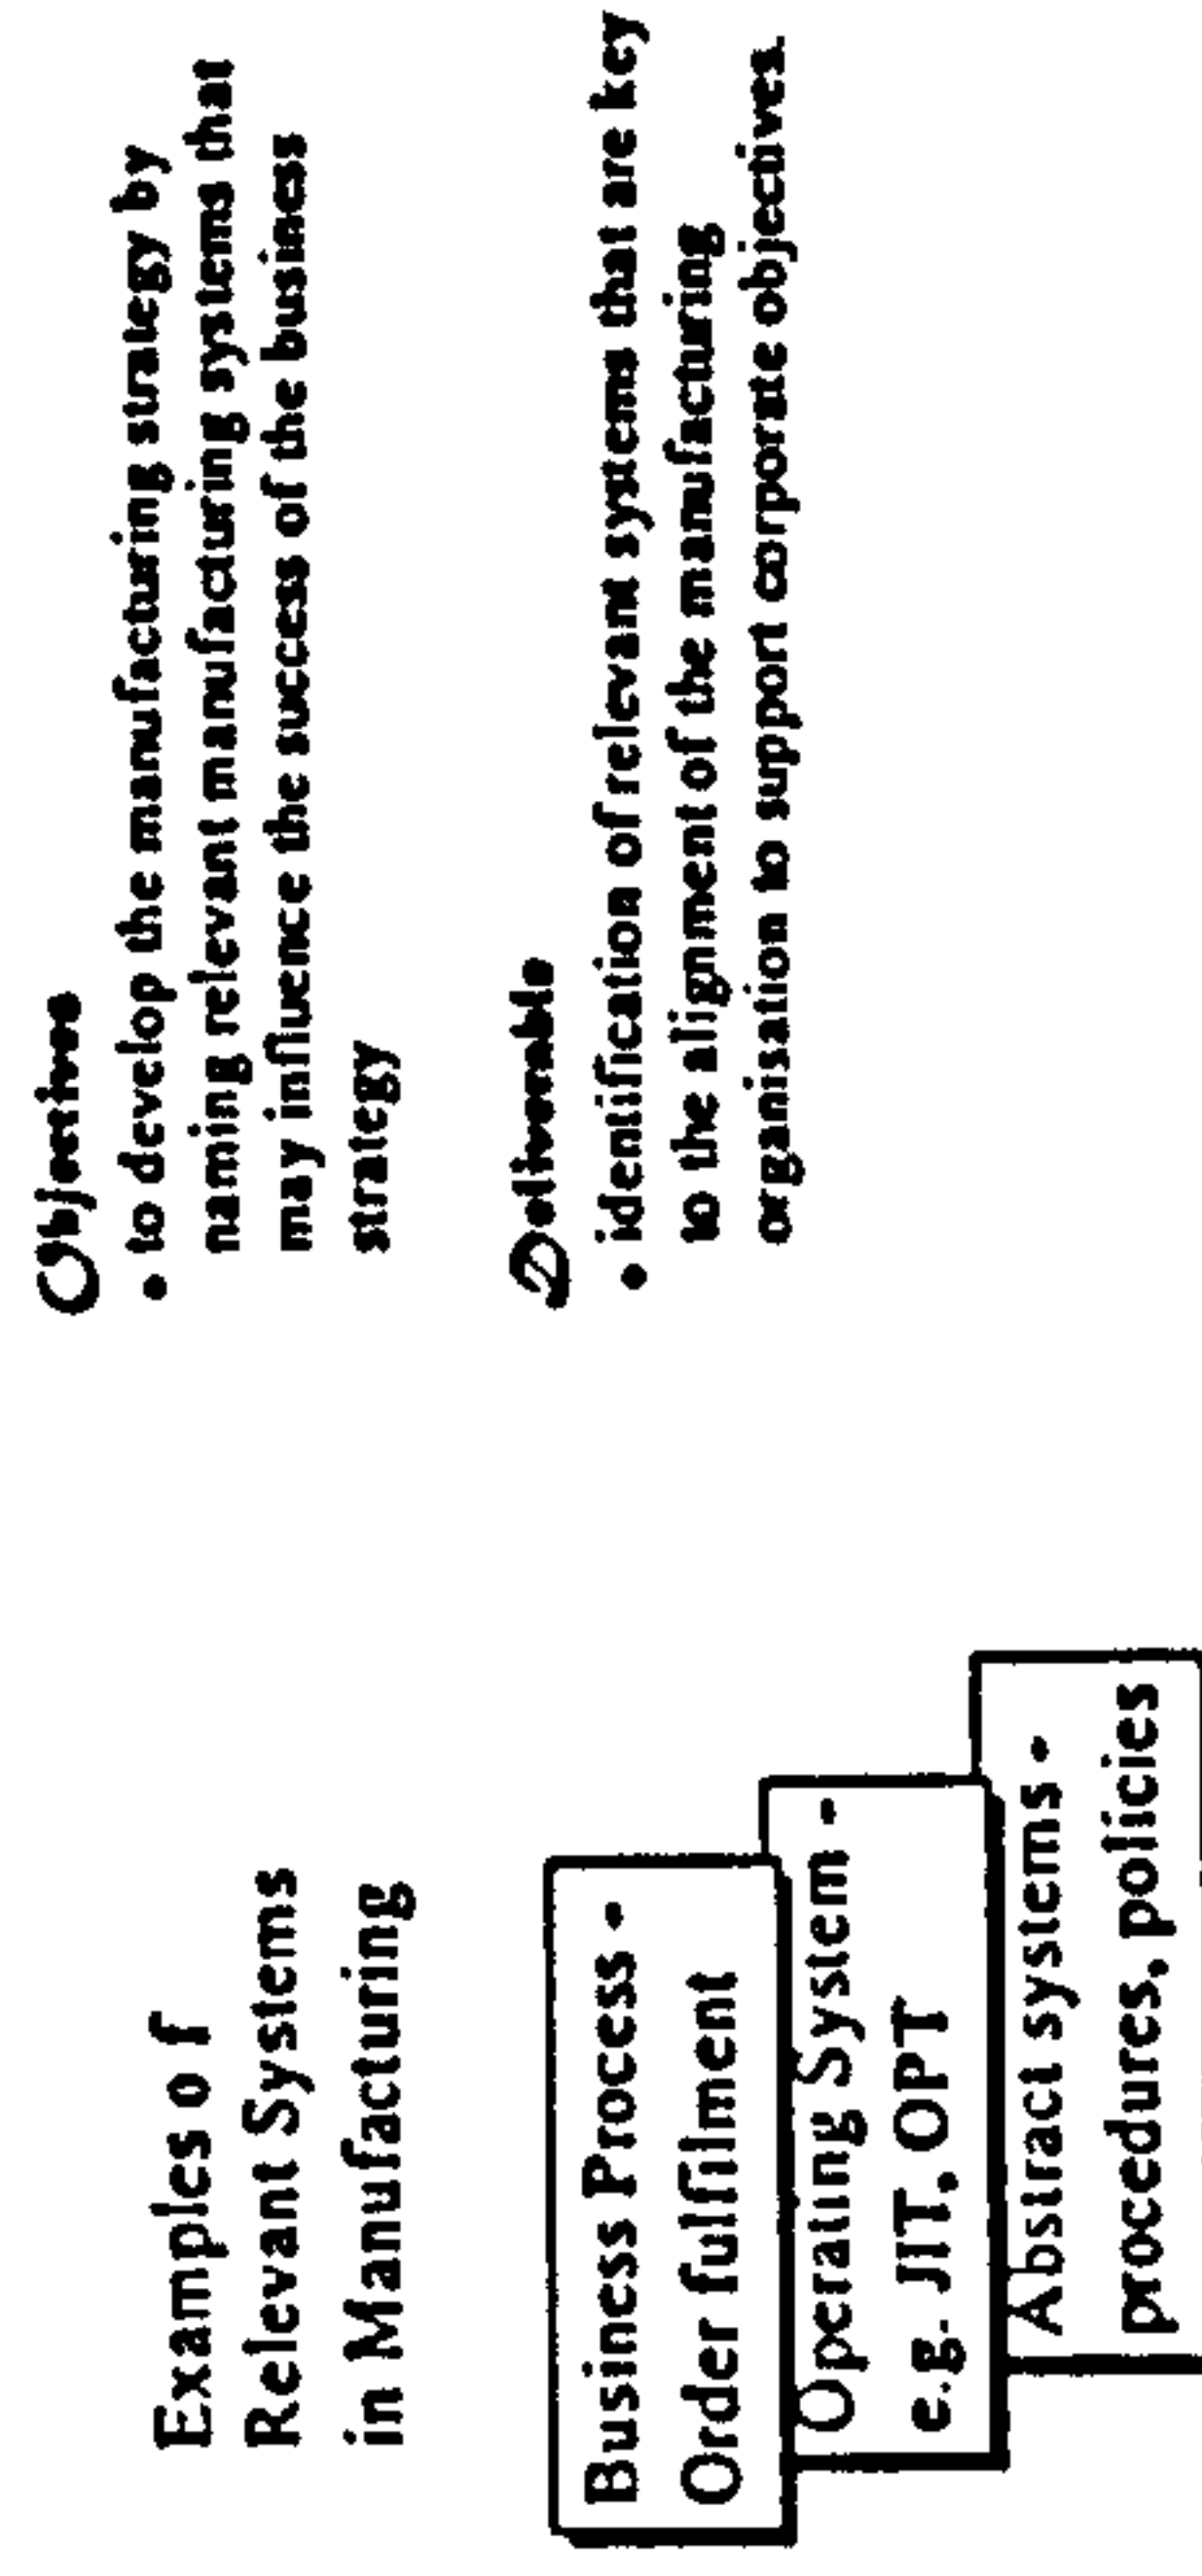 Examples o f
Relevant Systems
in Manufacturing
Business Process -
Order fulfilment
Operating System -
e.g. JIT, OPT
Abstract systems -
procedures, policies
Objectives
• to develop the manufacturing strategy by
naming relevant manufacturing systems that
may influence the success of the business
strategy
Deliverable
• identification of relevant systems that are key
to the alignment of the manufacturing
organisation to support corporate objectives.